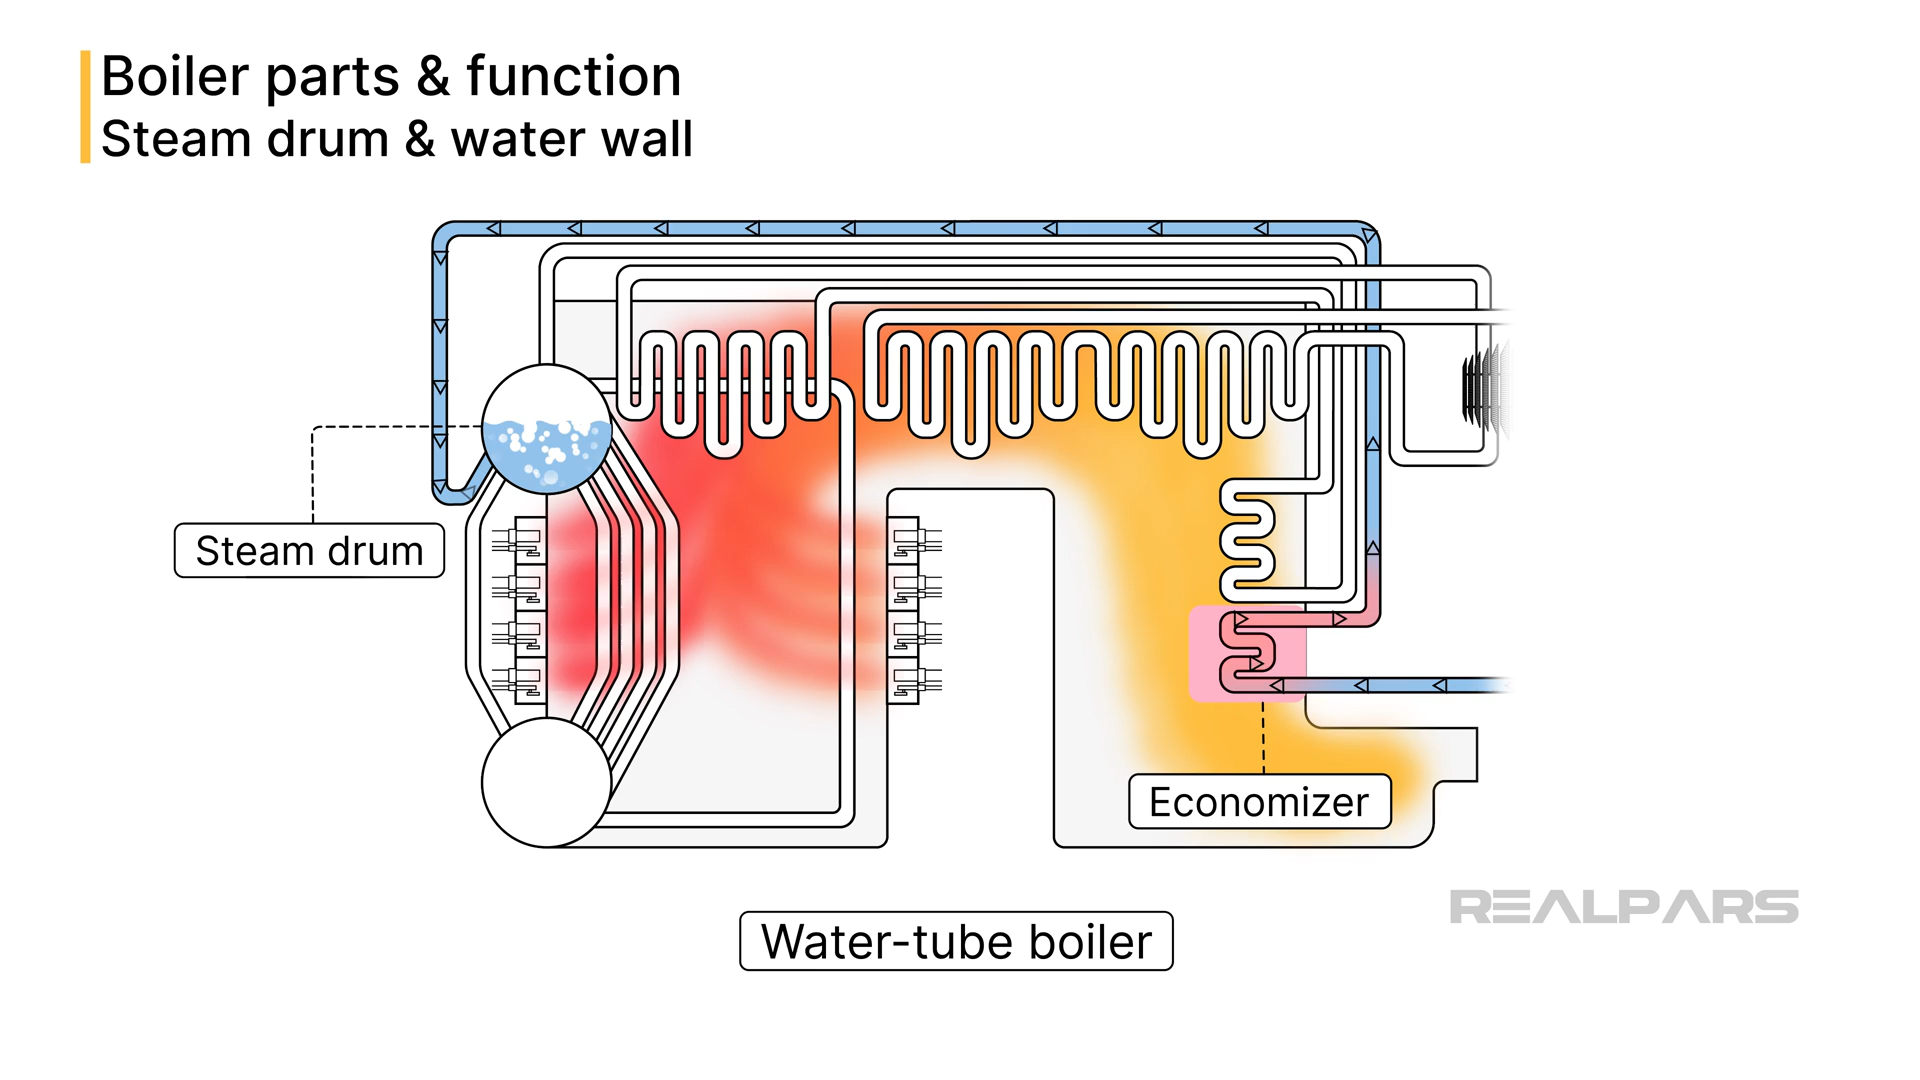 Boiler parts & function
Steam drum & water wall
Steam drum
Economizer
Water-tube boiler
REALPARS